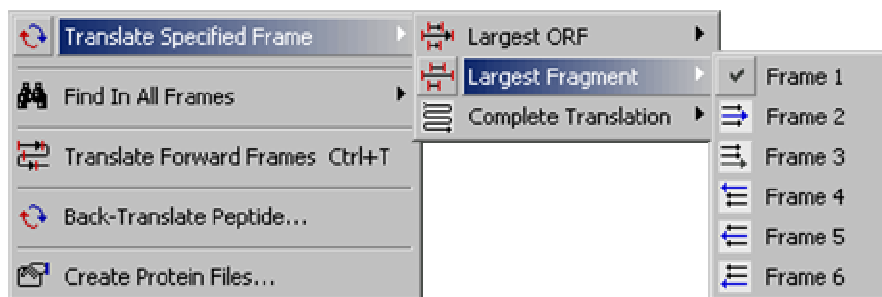 Translate Specified Frame
Find In All Frames
Translate Forward Frames Ctrl+T
Back-Translate Peptide...
Create Protein Files...
Largest ORF
Largest Fragment
Complete Translation
Frame 1
Frame 2
Frame 3
Frame 4
Frame 5
Frame 6